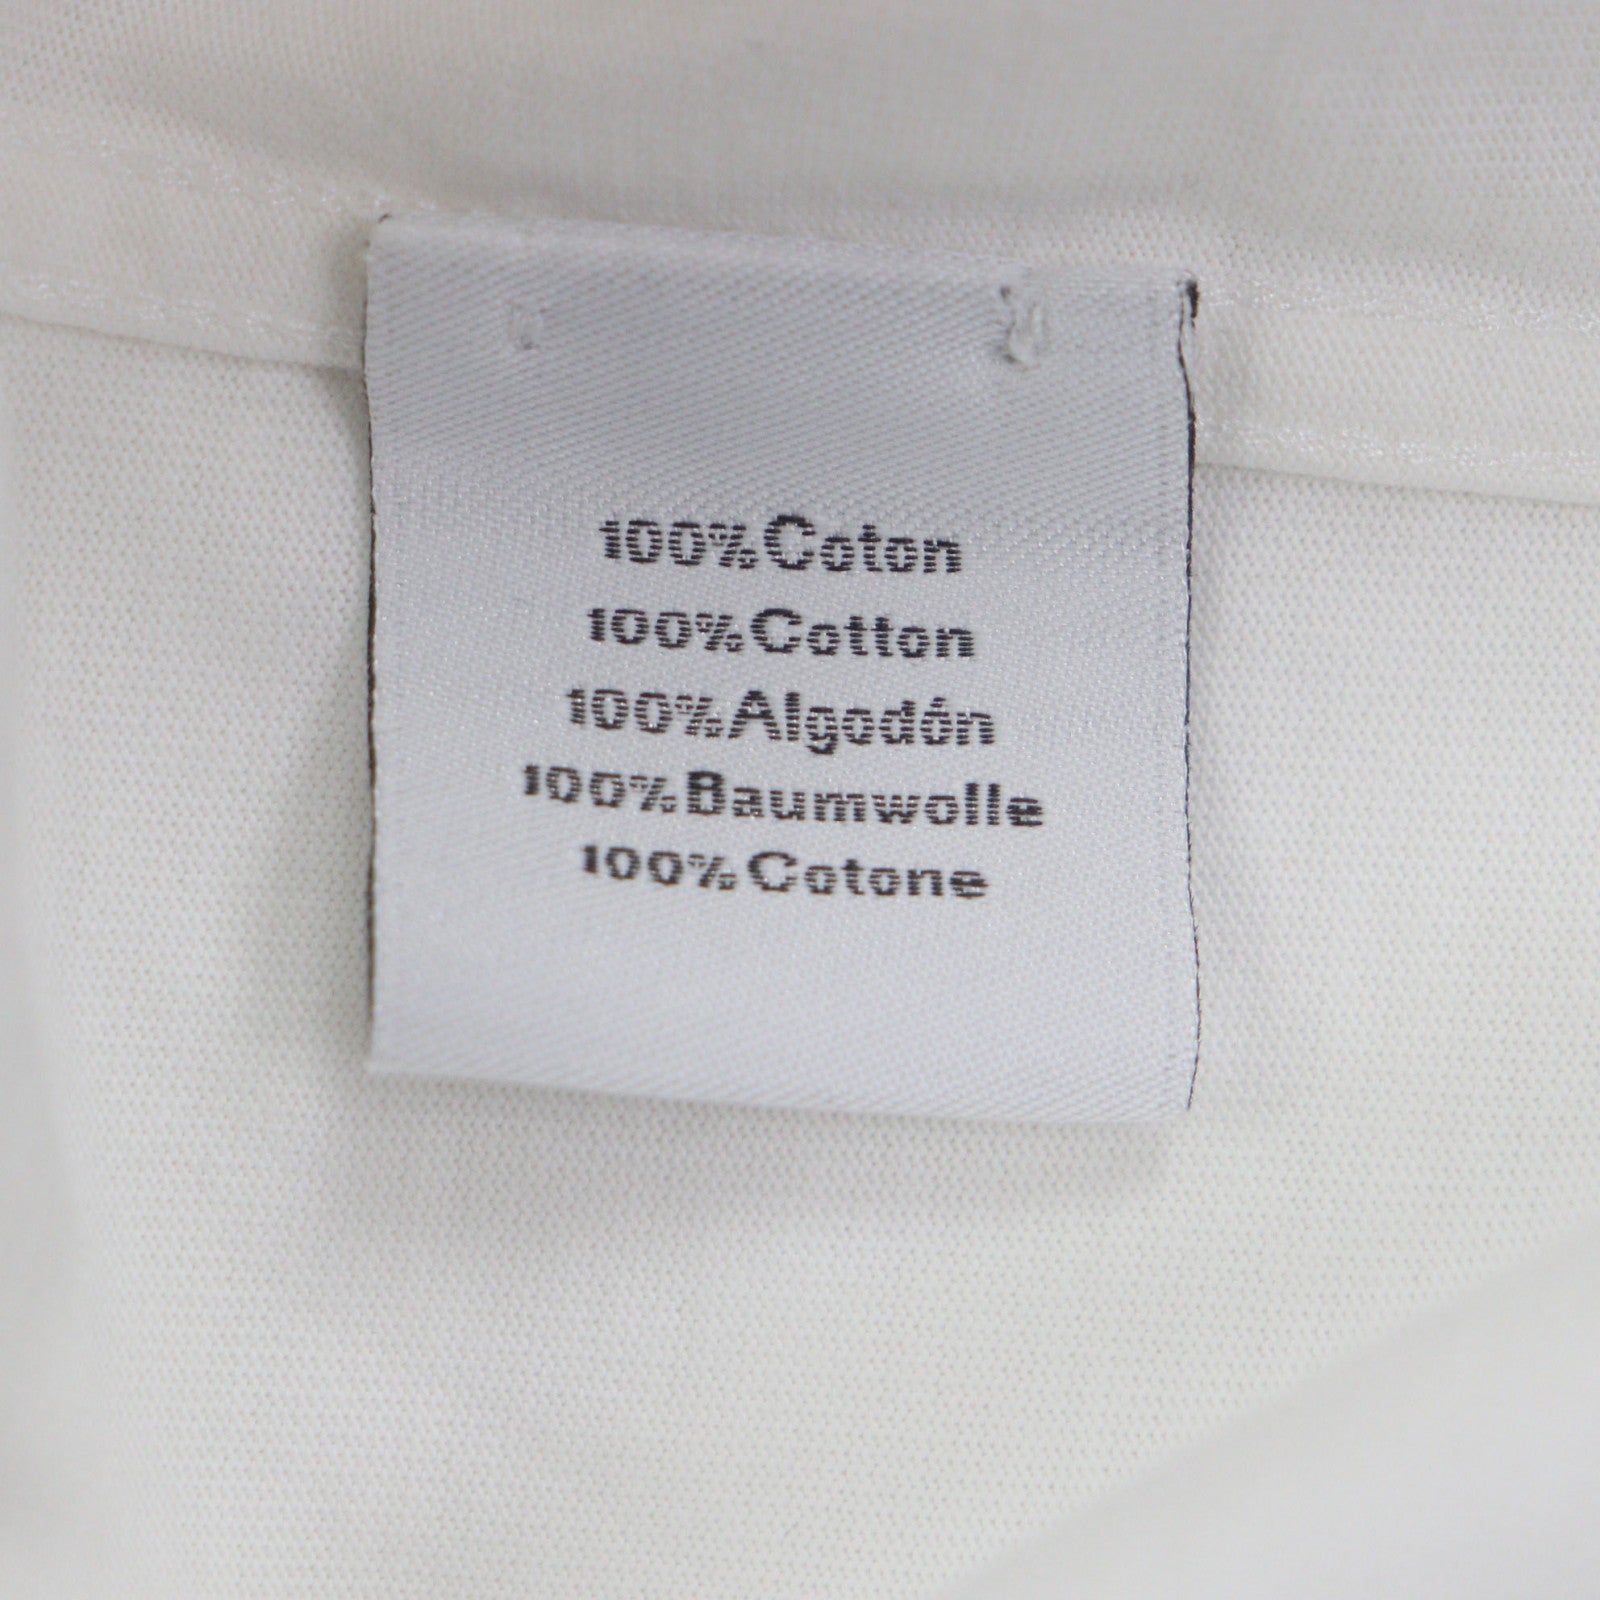 100% Coton
100% Cotton
100% Algodón
100% Baumwolle
100% Cotone